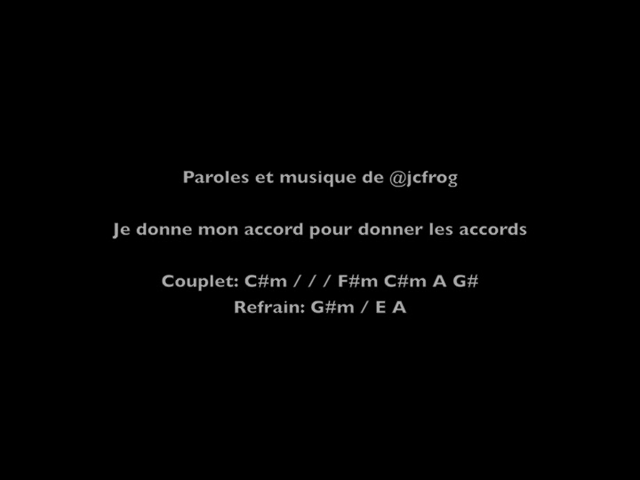 Paroles et musique de @jcfrog
Je donne mon accord pour donner les accords
Couplet: C#m / / / F#m C#m A G#
Refrain: G#m / E A